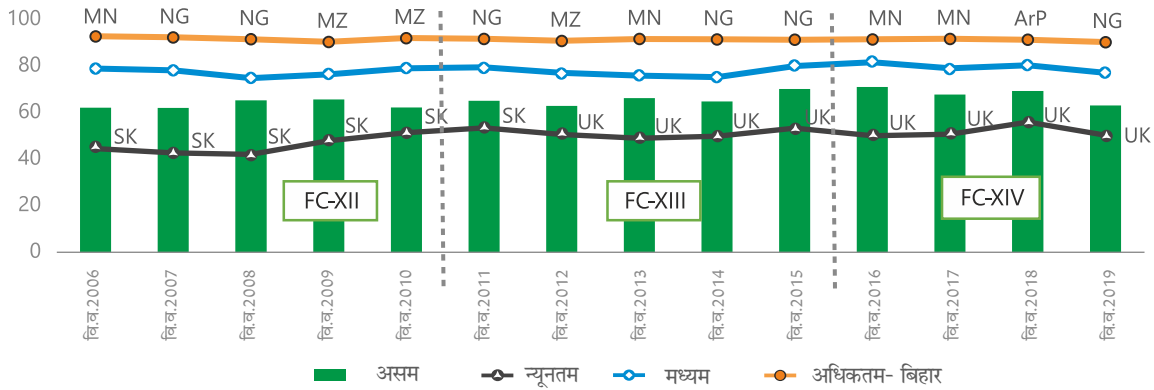 100
80
60
40
20
0
MN NG NG MZ MZ NG MZ MN NG NG MN MN ArP NG
SK SK SK SK SK SK UK UK UK UK UK UK UK UK
FC-XII FC-XIII FC-XIV
वि.व.2006 वि.व.2007 वि.व.2008 वि.व.2009 वि.व.2010 वि.व.2011 वि.व.2012 वि.व.2013 वि.व.2014 वि.व.2015 वि.व.2016 वि.व.2017 वि.व.2018 वि.व.2019
असम न्यूनतम मध्यम अधिकतम- बिहार